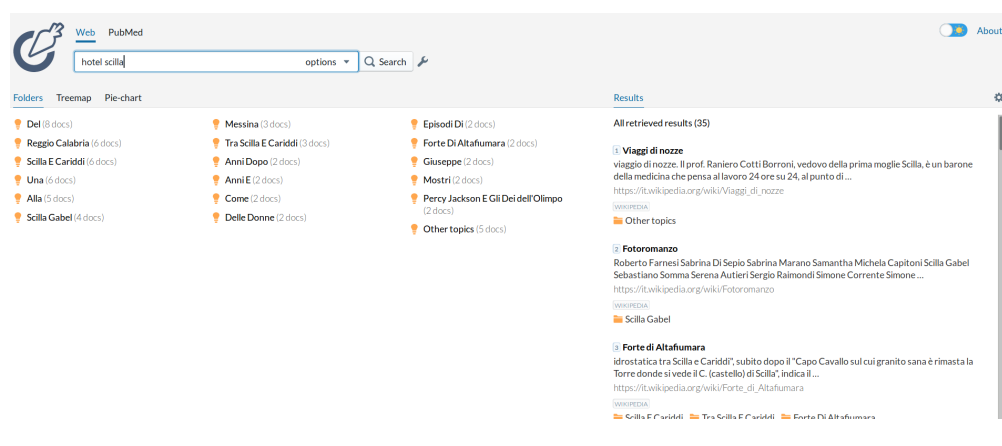 Web PubMed
About
hotel scilla options Search
Folders Treemap Pie-chart
Results
Del (8 docs)
Reggio Calabria (6 docs)
Scilla E Cariddi (6 docs)
Una (6 docs)
Alla (5 docs)
Scilla Gabel (4 docs)
Messina (3 docs)
Tra Scilla E Cariddi (3 docs)
Anni Dopo (2 docs)
Anni E (2 docs)
Come (2 docs)
Delle Donne (2 docs)
Episodi Di (2 docs)
Forte Di Altafiumara (2 docs)
Giuseppe (2 docs)
Mostri (2 docs)
Percy Jackson E Gli Dei dell'Olimpo
(2 docs)
Other topics (5 docs)
All retrieved results (35)
1 Viaggi di nozze
viaggio di nozze. Il prof. Raniero Cotti Borroni, vedovo della prima moglie Scilla, è un barone
della medicina che pensa al lavoro 24 ore su 24, al punto di ...
https://it.wikipedia.org/wiki/Viaggi_di_nozze
WIKIPEDIA
Other topics
2 Fotoromanzo
Roberto Farnesi Sabrina Di Sepio Sabrina Marano Samantha Michela Capitoni Scilla Gabel
Sebastiano Somma Serena Autieri Sergio Raimondi Simone Corrente Simone ...
https://it.wikipedia.org/wiki/Fotoromanzo
WIKIPEDIA
Scilla Gabel
3 Forte di Altafiumara
idrostatica tra Scilla e Cariddi", subito dopo il "Capo Cavallo sul cui granito sana è rimasta la
Torre donde si vede il C. (castello) di Scilla", indica il ...
https://it.wikipedia.org/wiki/Forte_di_Altafiumara
WIKIPEDIA
Scilla E Cariddi Tra Scilla E Cariddi Forte Di Altafiumara